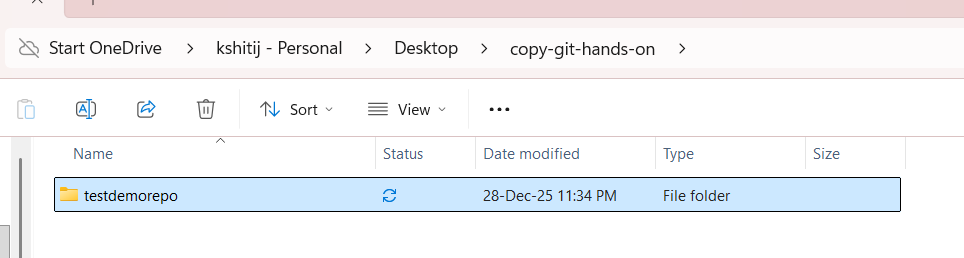 Start OneDrive > kshitij - Personal > Desktop > copy-git-hands-on >
Sort View •••
Name Status Date modified Type Size
testdemorepo 28-Dec-25 11:34 PM File folder